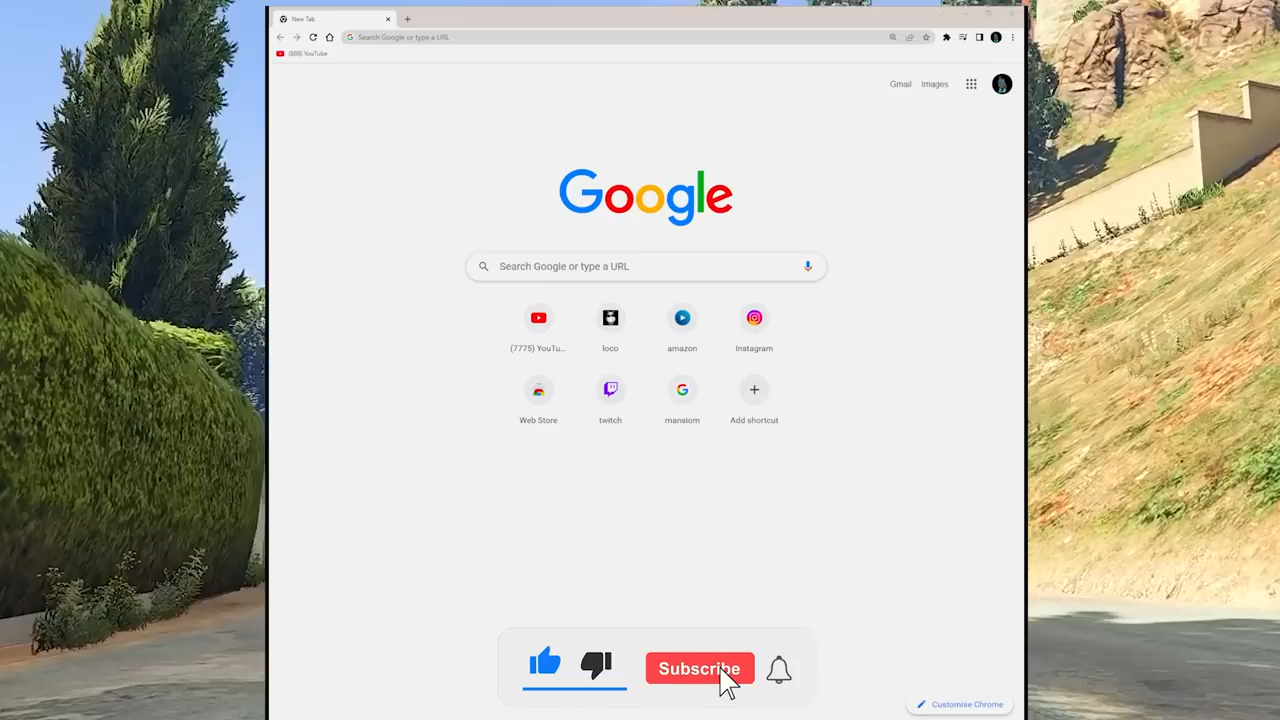 New Tab
Search Google or type a URL
(888) YouTube
Gmail Images
Google
Search Google or type a URL
(7775) YouTu... loco amazon Instagram
Web Store twitch mansiom Add shortcut
Subscribe
Customise Chrome